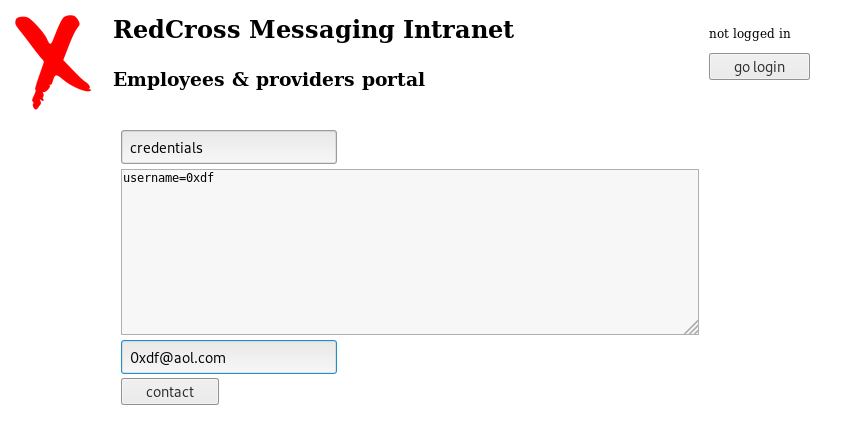 RedCross Messaging Intranet
not logged in
go login
Employees & providers portal
credentials
username=0xdf
0xdf@aol.com
contact